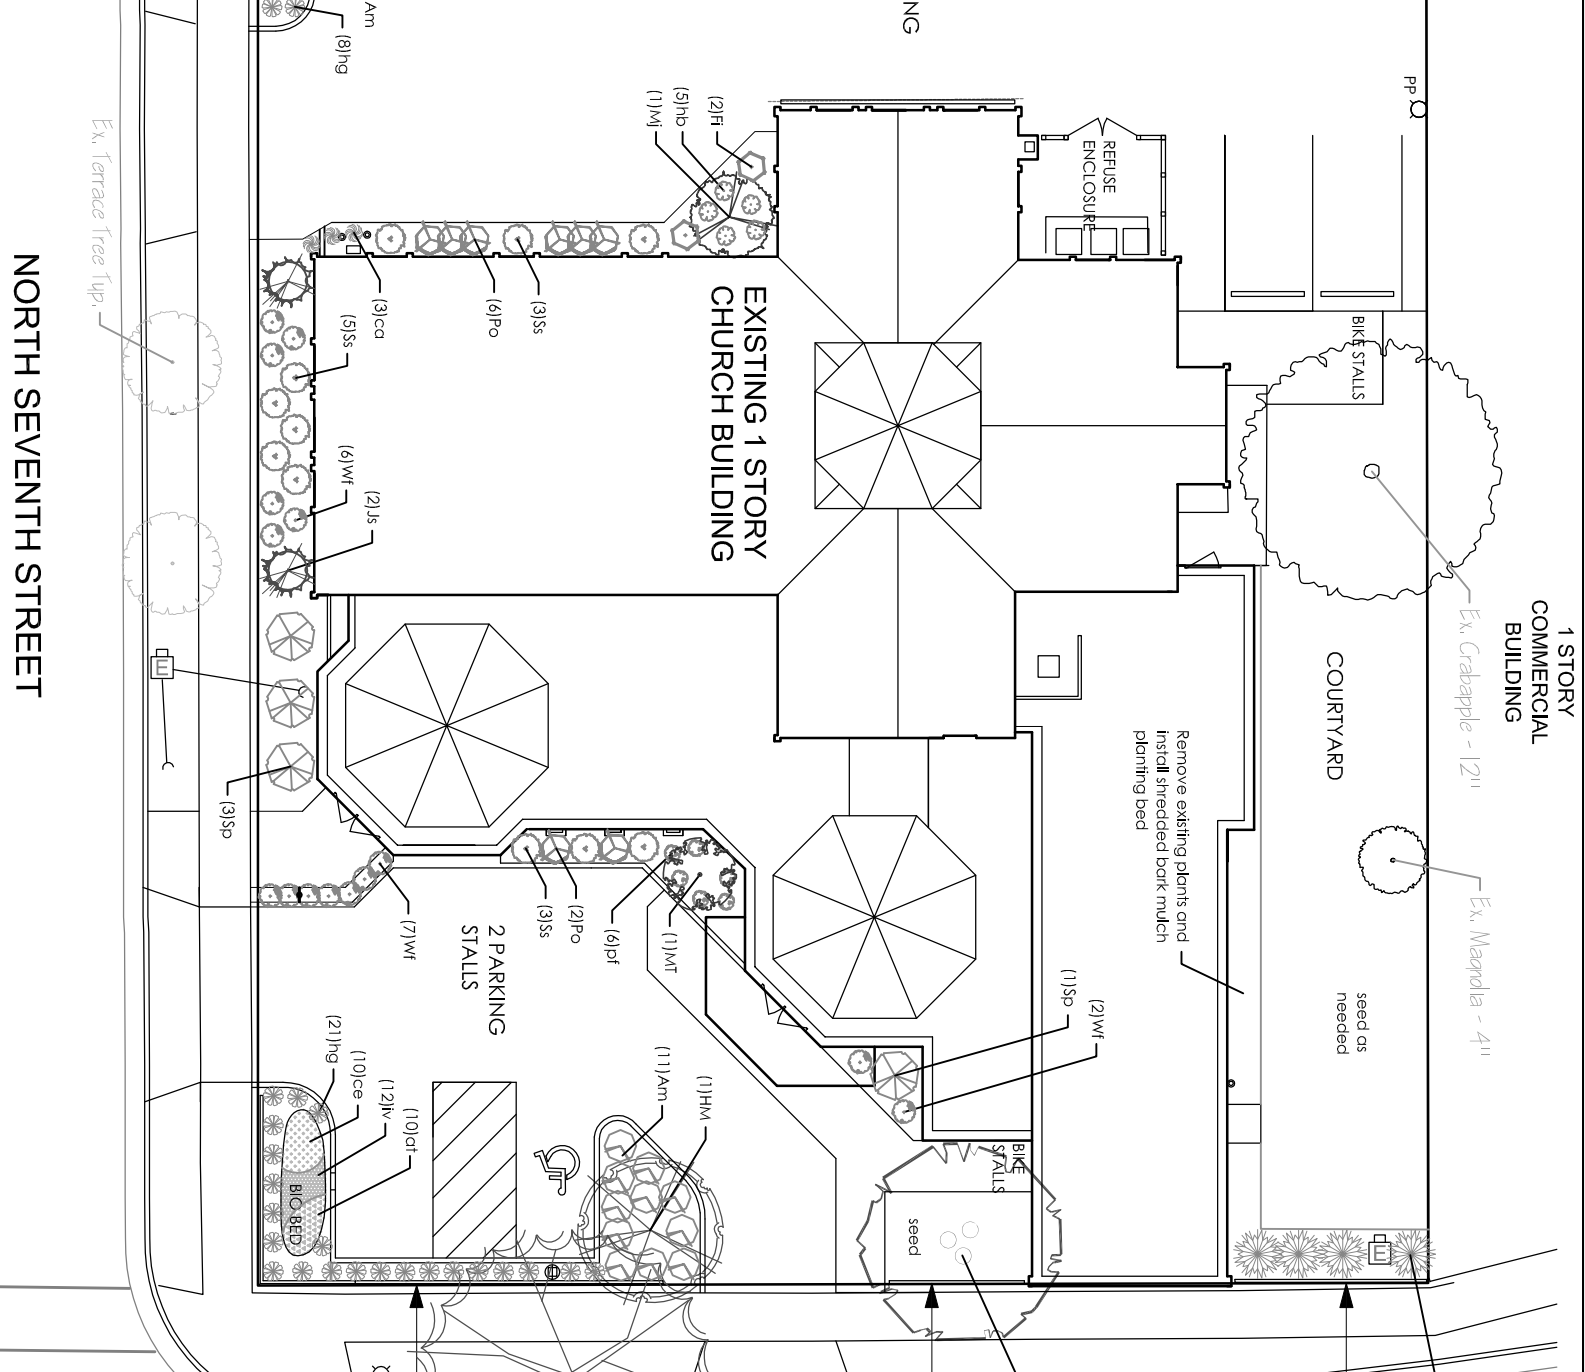 NG
Am
(8)hg
PP
(2)Fi
(5)hb
(1)Mj
REFUSE
ENCLOSURE
Ex. Terrace Tree Typ.
NORTH SEVENTH STREET
(3)ca
(5)Ss
(6)Po
(3)Ss
EXISTING 1 STORY
CHURCH BUILDING
BIKE STALLS
(6)Wf
(2)Js
Ex. Crabapple - 12"
1 STORY
COMMERCIAL
BUILDING
COURTYARD
E
(3)Sp
Remove existing plants and
install shredded bark mulch
planting bed
Ex. Magnolia - 4"
seed as
needed
(7)Wf
(3)Ss
(2)Po
(6)pf
(1)MT
2 PARKING
STALLS
(1)Sp
(2)Wf
(21)hg
(10)ce
(12)iv
(10)at
(11)Am
(1)HM
BIKE
STALLS
BIO BED
seed
E